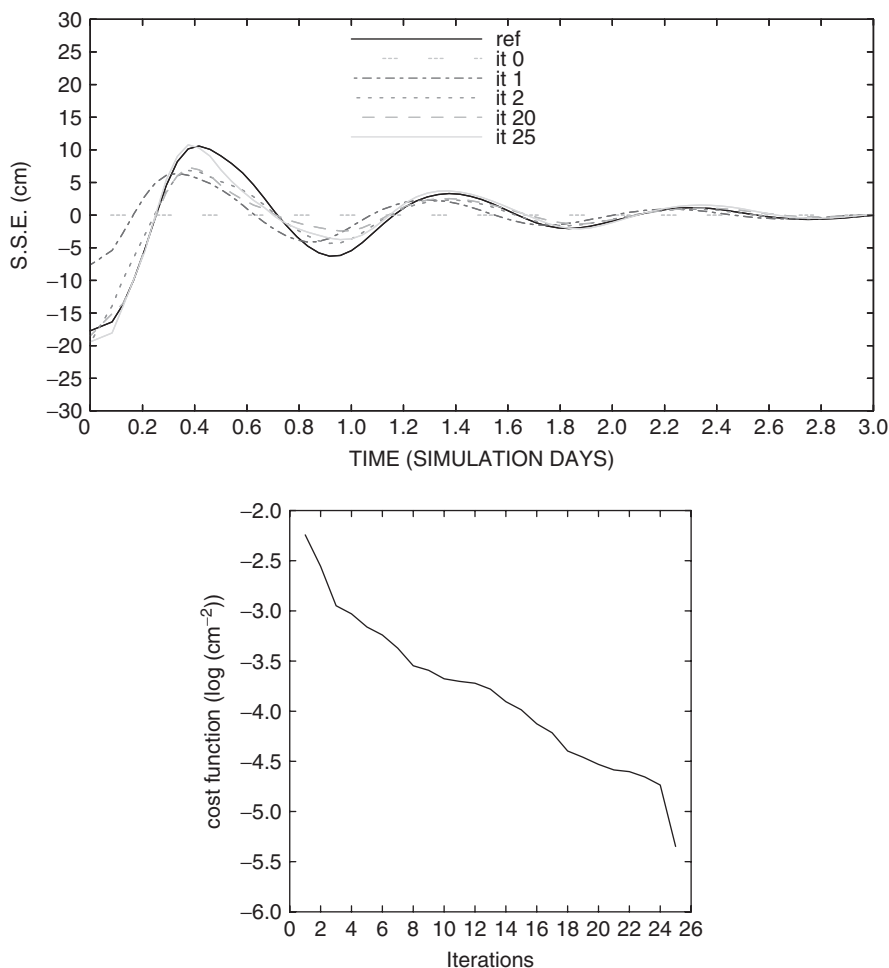 30
25
20
15
10
5
0
−5
−10
−15
−20
−25
−30
S.S.E. (cm)
ref
it 0
it 1
it 2
it 20
it 25
0 0.2 0.4 0.6 0.8 1.0 1.2 1.4 1.6 1.8 2.0 2.2 2.4 2.6 2.8 3.0
TIME (SIMULATION DAYS)
−2.0
−2.5
−3.0
−3.5
−4.0
−4.5
−5.0
−5.5
−6.0
cost function (log (cm⁻²))
0 2 4 6 8 10 12 14 16 18 20 22 24 26
Iterations